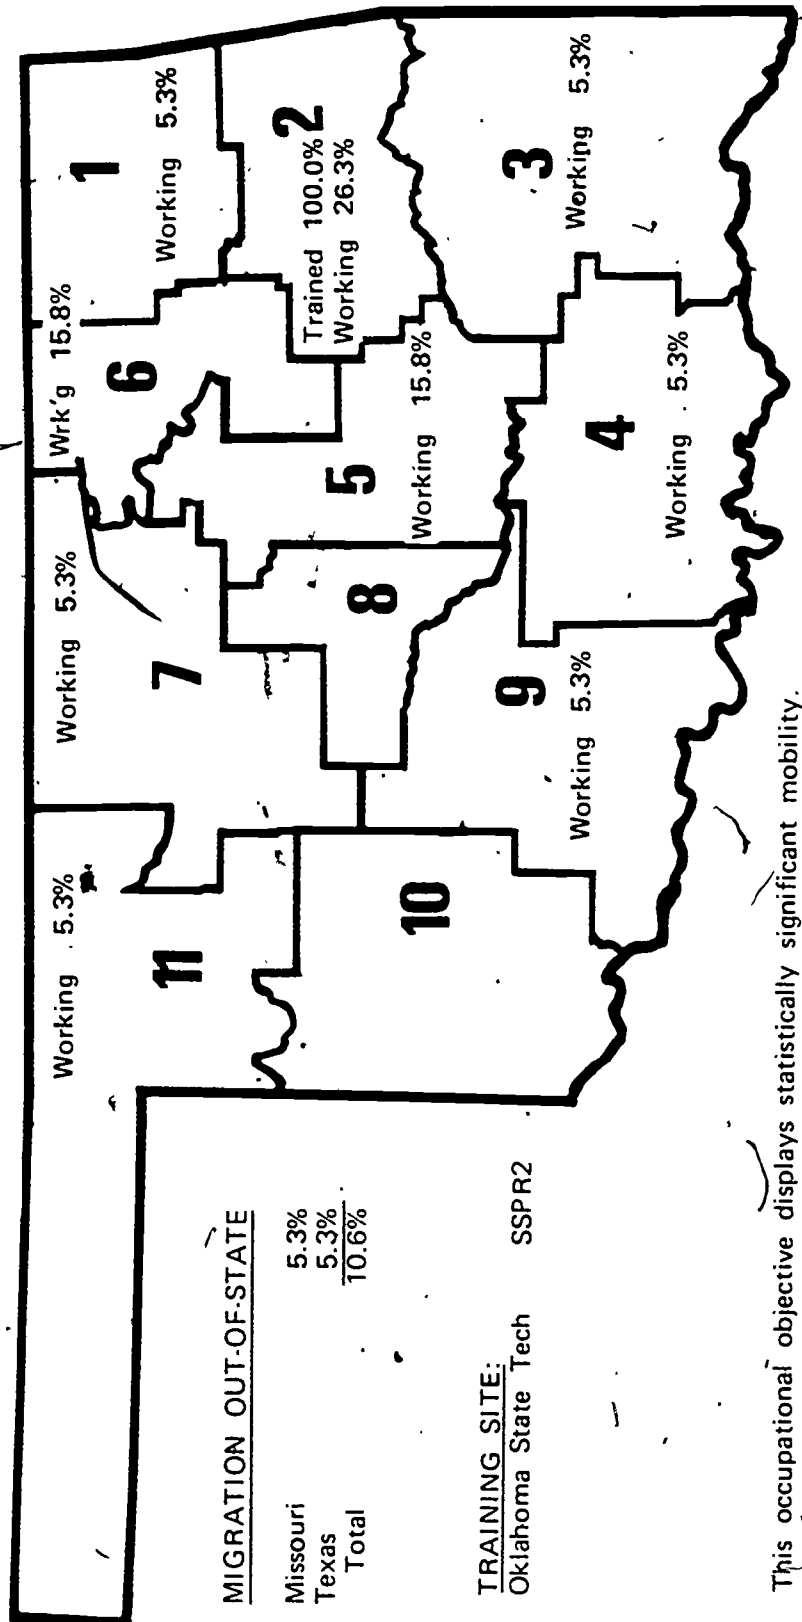 Working 5.3%
7
Working 5.3%
6
Wrk'g 15.8%
1
Working 5.3%
11
2
Trained 100.0%
Working 26.3%
8
5
Working 15.8%
10
9
Working 5.3%
4
Working 5.3%
3
Working 5.3%
MIGRATION OUT-OF-STATE
Missouri 5.3%
Texas 5.3%
Total 10.6%
TRAINING SITE:
Oklahoma State Tech SSPR2
This occupational objective displays statistically significant mobility.